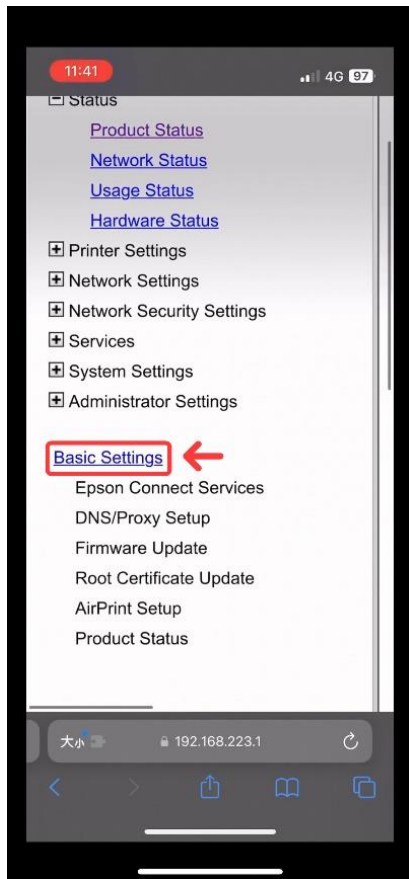 11:41
4G 97
Status
Product Status
Network Status
Usage Status
Hardware Status
Printer Settings
Network Settings
Network Security Settings
Services
System Settings
Administrator Settings
Basic Settings
Epson Connect Services
DNS/Proxy Setup
Firmware Update
Root Certificate Update
AirPrint Setup
Product Status
大小 192.168.223.1